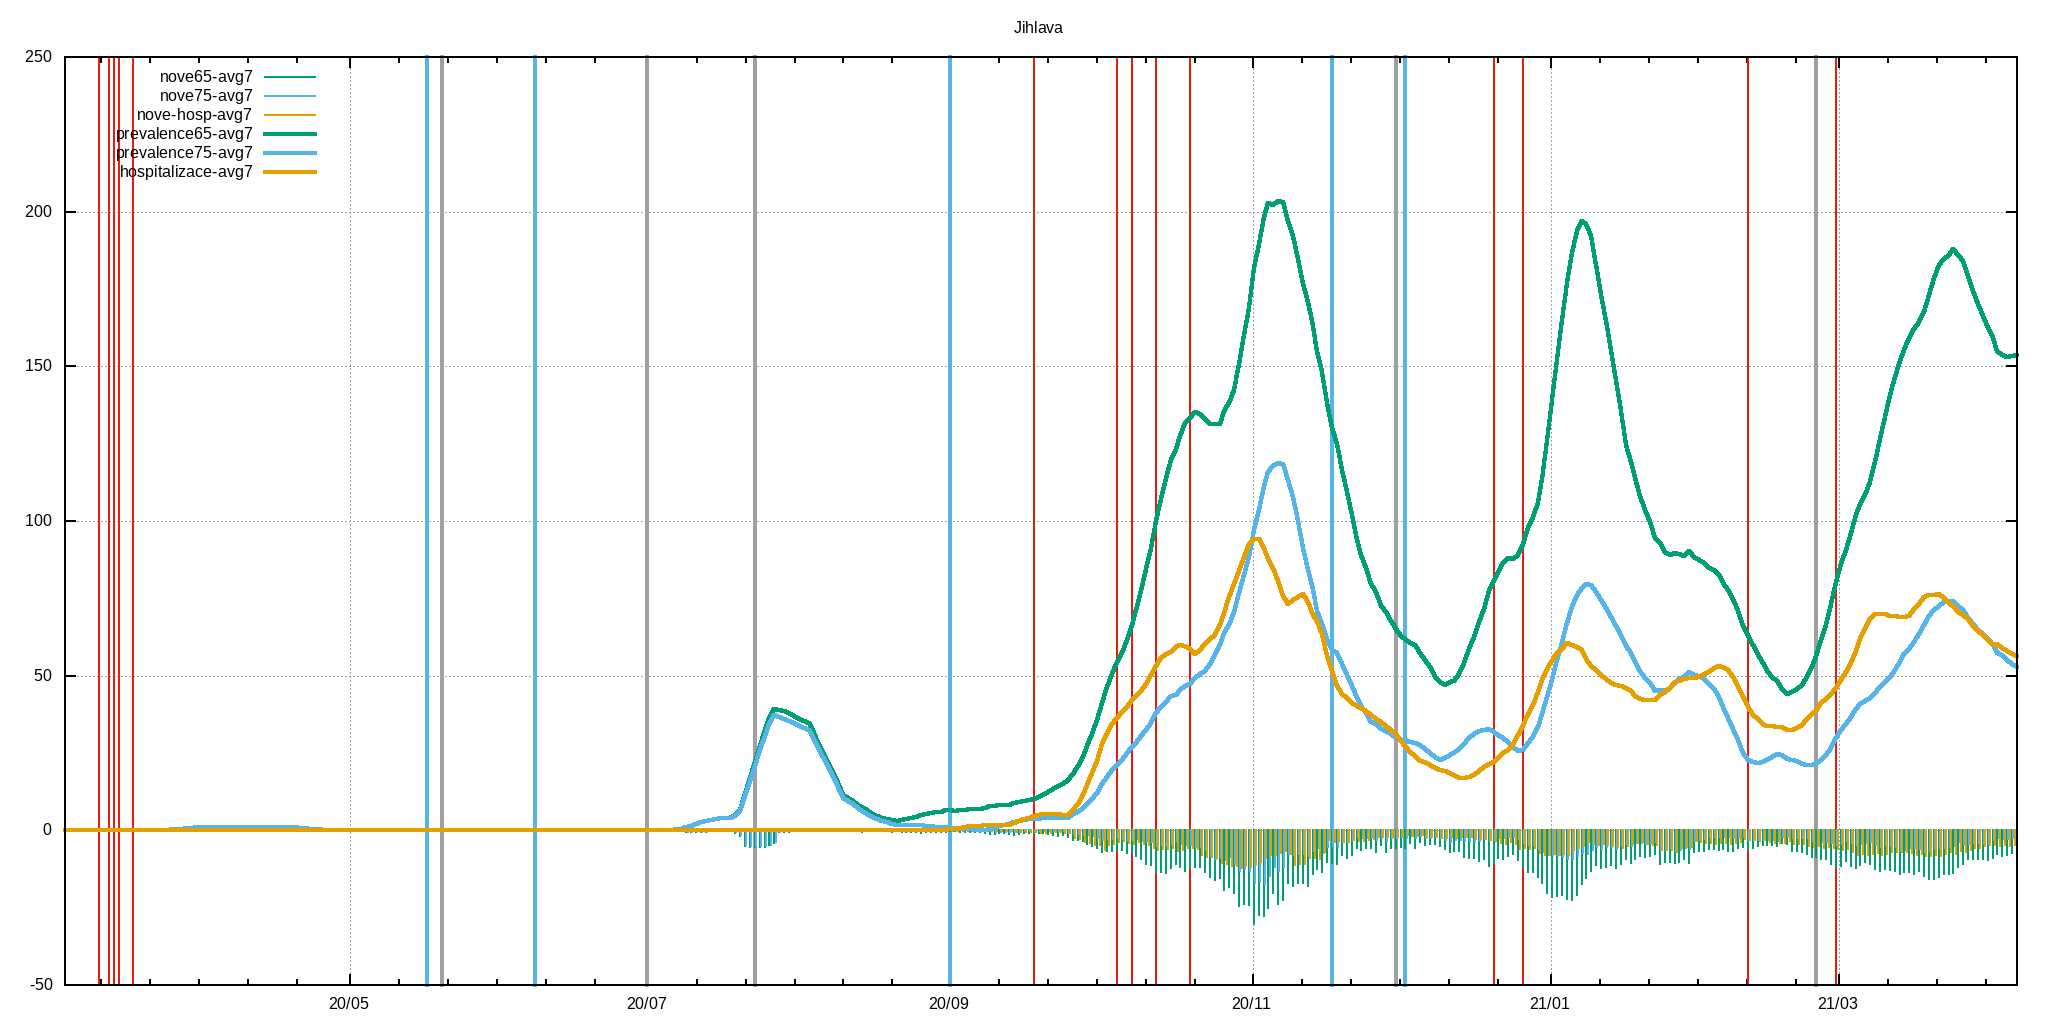 Jihlava
250
nove65-avg7
nove75-avg7
nove-hosp-avg7
prevalence65-avg7
prevalence75-avg7
hospitalizace-avg7
200
150
100
50
0
-50
20/05 20/07 20/09 20/11 21/01 21/03